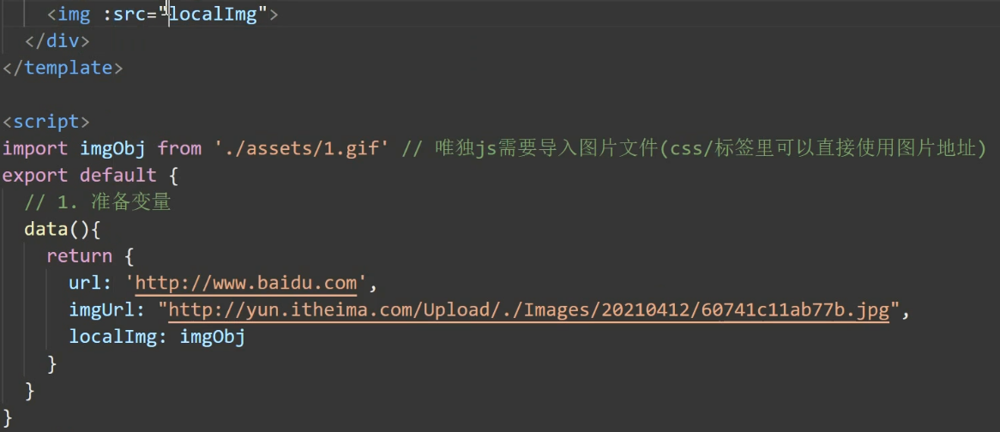 <img :src="localImg">
</div>
</template>
<script>
import imgObj from './assets/1.gif' // 唯独js需要导入图片文件(css/标签里可以直接使用图片地址)
export default {
// 1. 准备变量
data(){
return {
url: 'http://www.baidu.com',
imgUrl: "http://yun.itheima.com/Upload/./Images/20210412/60741c11ab77b.jpg",
localImg: imgObj
}
}
}